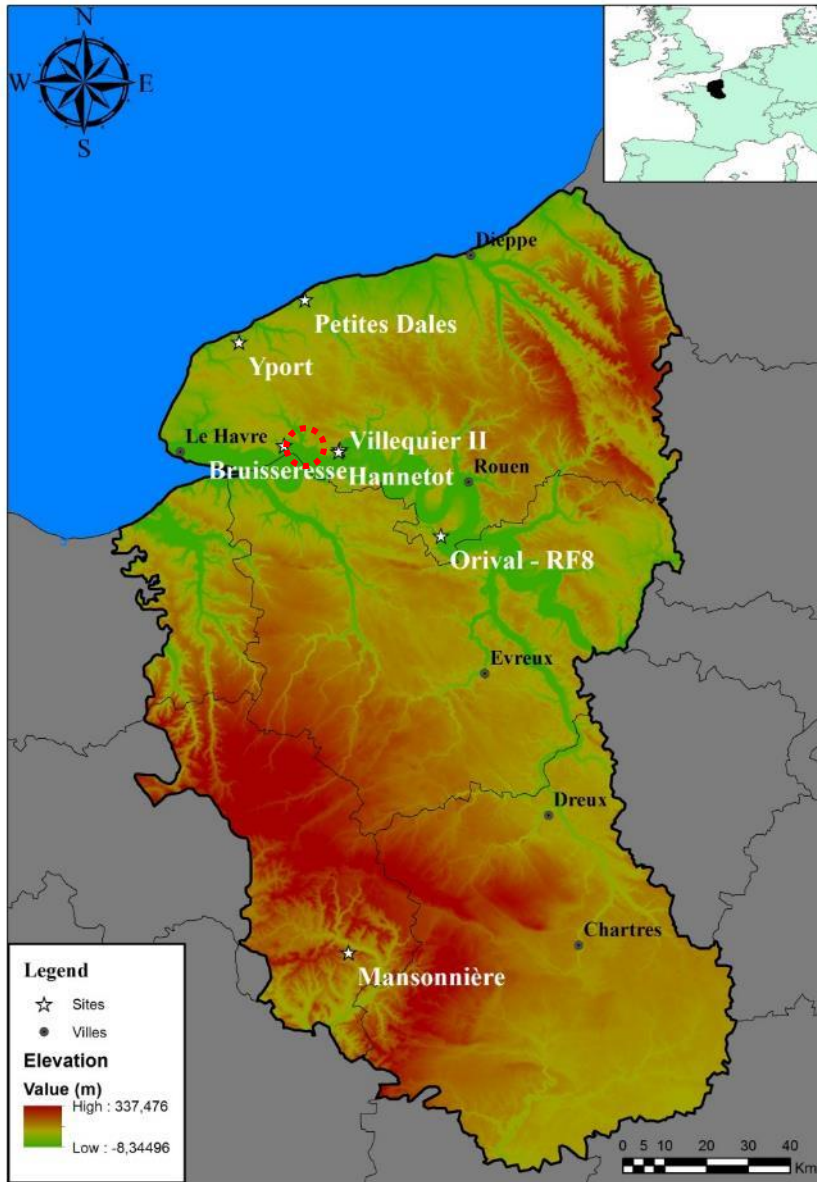 N
W E
S
Dieppe
Petites Dales
Yport
Le Havre
Villequier II
Bruisseresse
Hannetot
Rouen
Orival - RF8
Evreux
Dreux
Chartres
Mansonnière
Legend
Sites
Villes
Elevation
Value (m)
High : 337,476
Low : -8,34496
0 5 10 20 30 40
Km